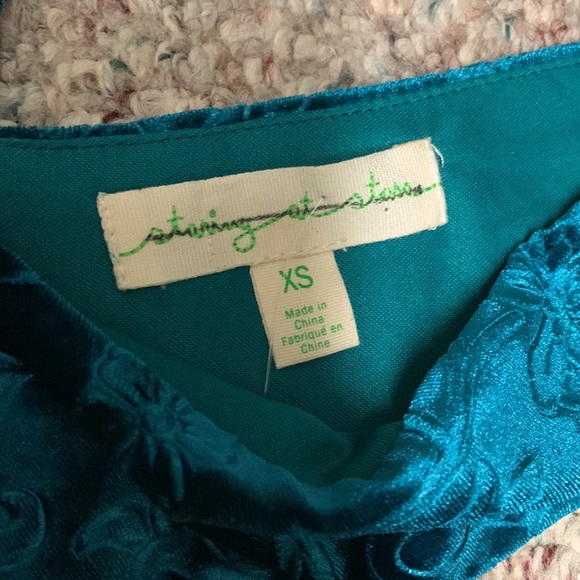 staring at stars
XS
Made in
China
Fabriqué en
Chine